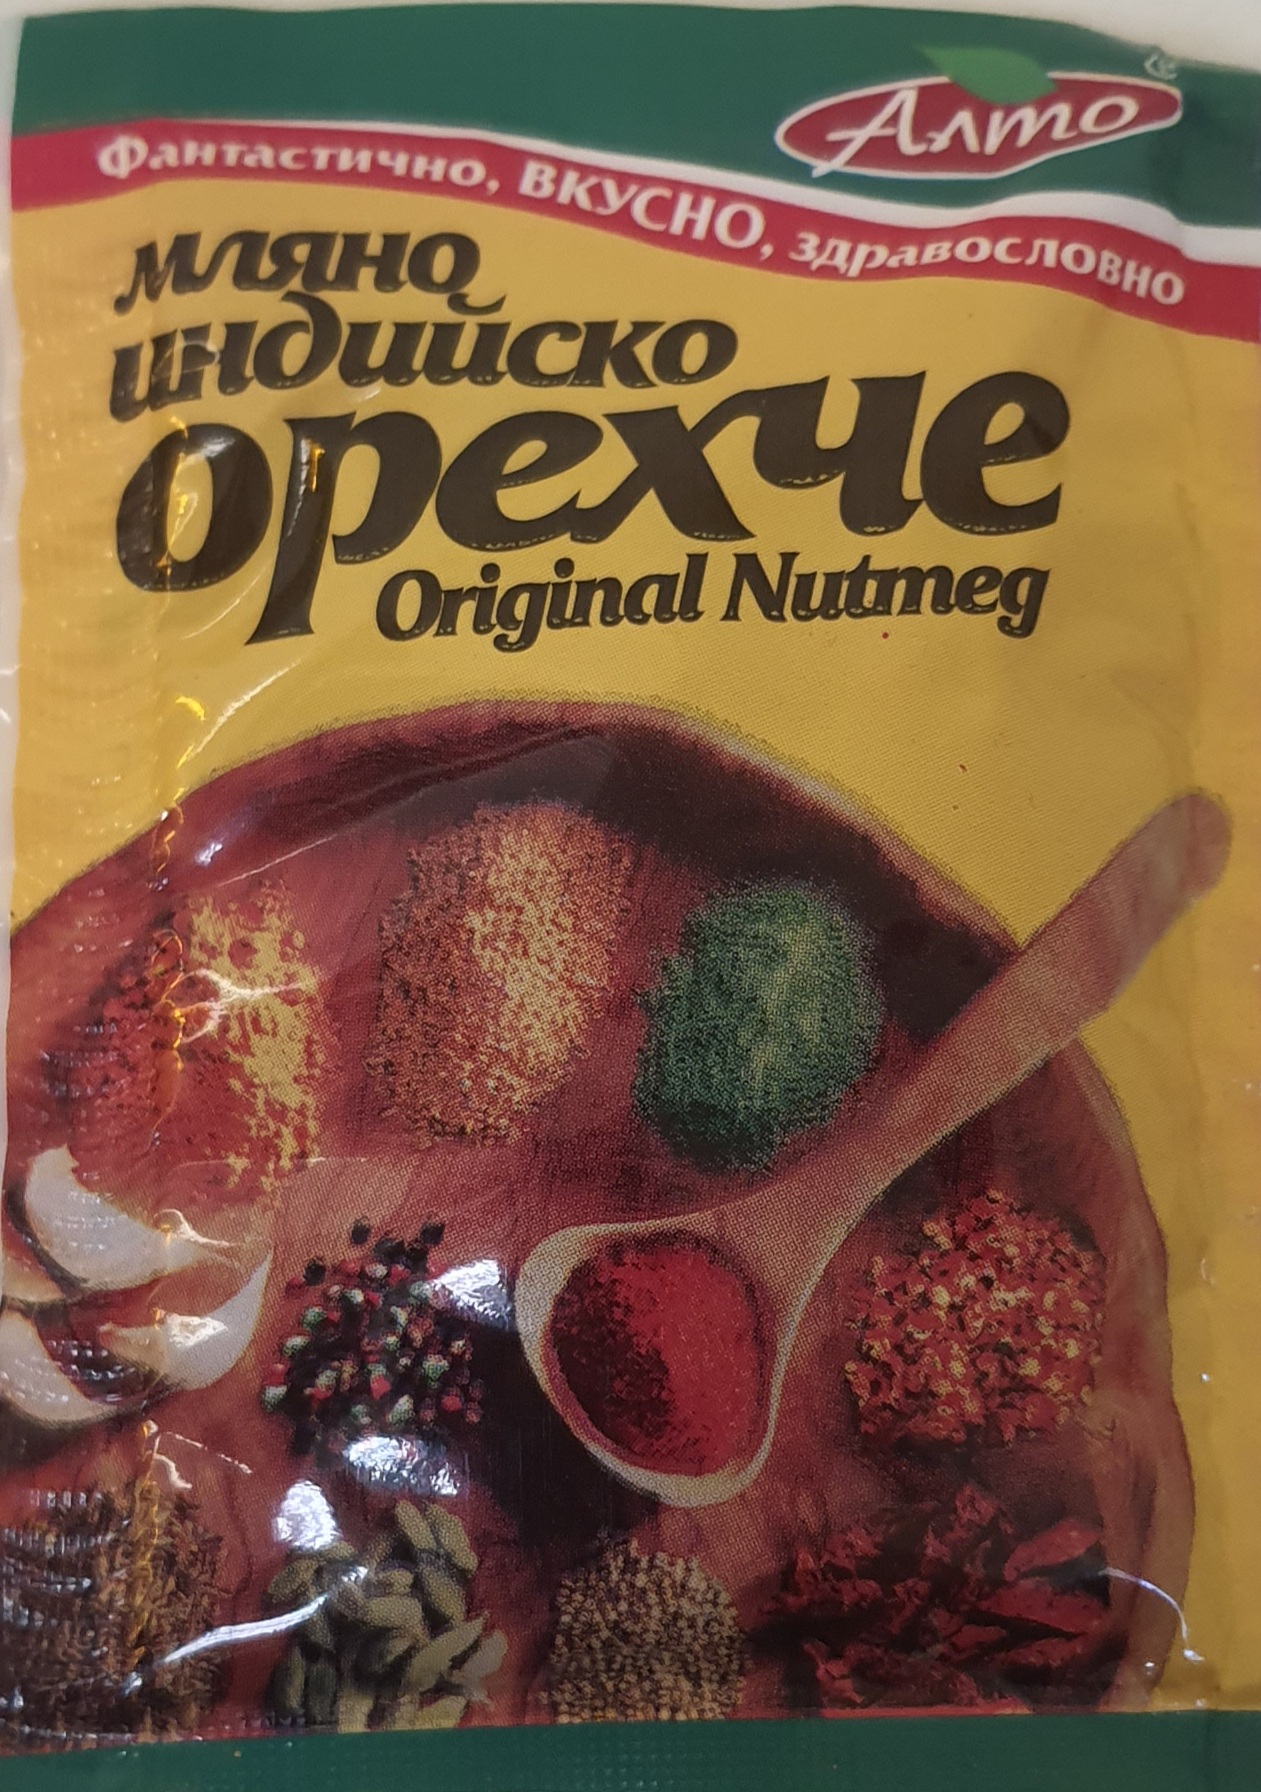 Алто
Фантастично, ВКУСНО, здравословно
мляно
индийско
орехче
Original Nutmeg